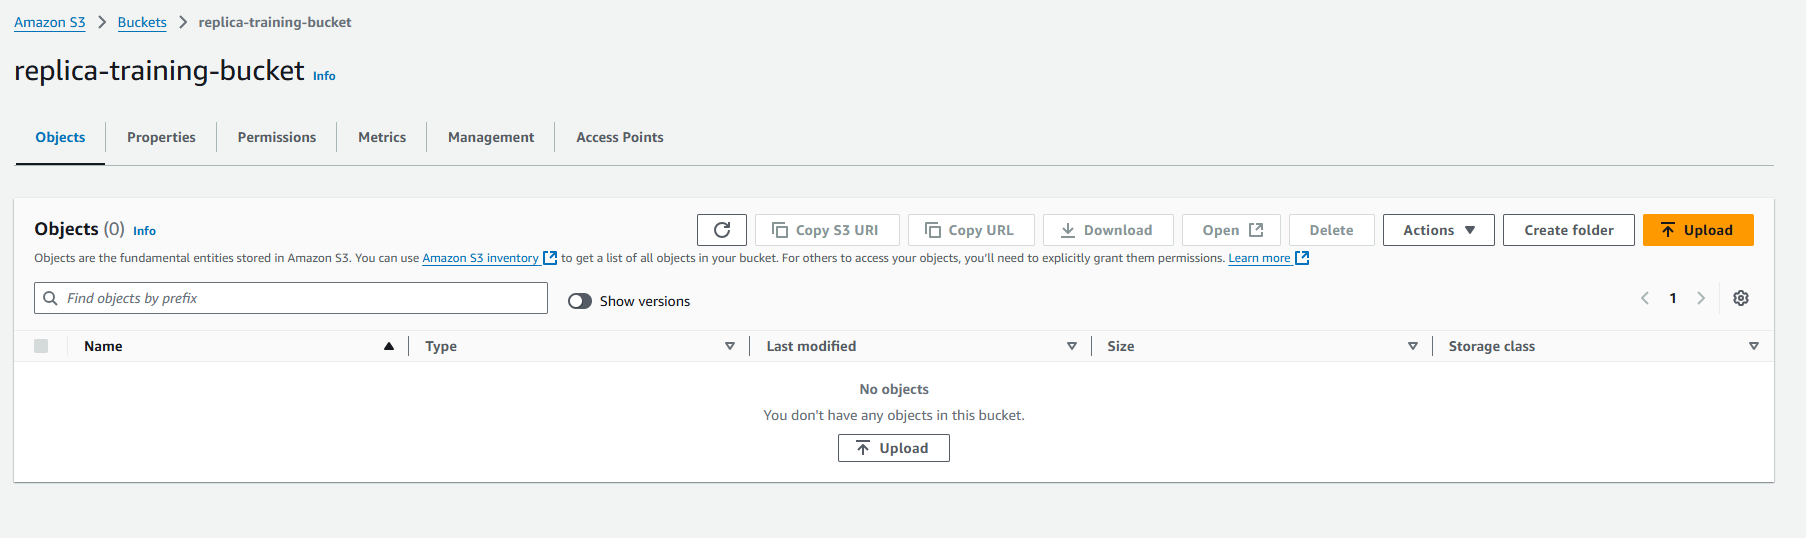 Amazon S3 > Buckets > replica-training-bucket
replica-training-bucket Info
Objects Properties Permissions Metrics Management Access Points
Objects (0) Info Copy S3 URI Copy URL Download Open Delete Actions Create folder Upload
Objects are the fundamental entities stored in Amazon S3. You can use Amazon S3 inventory to get a list of all objects in your bucket. For others to access your objects, you'll need to explicitly grant them permissions. Learn more
Find objects by prefix Show versions 1
Name Type Last modified Size Storage class
No objects
You don't have any objects in this bucket.
Upload